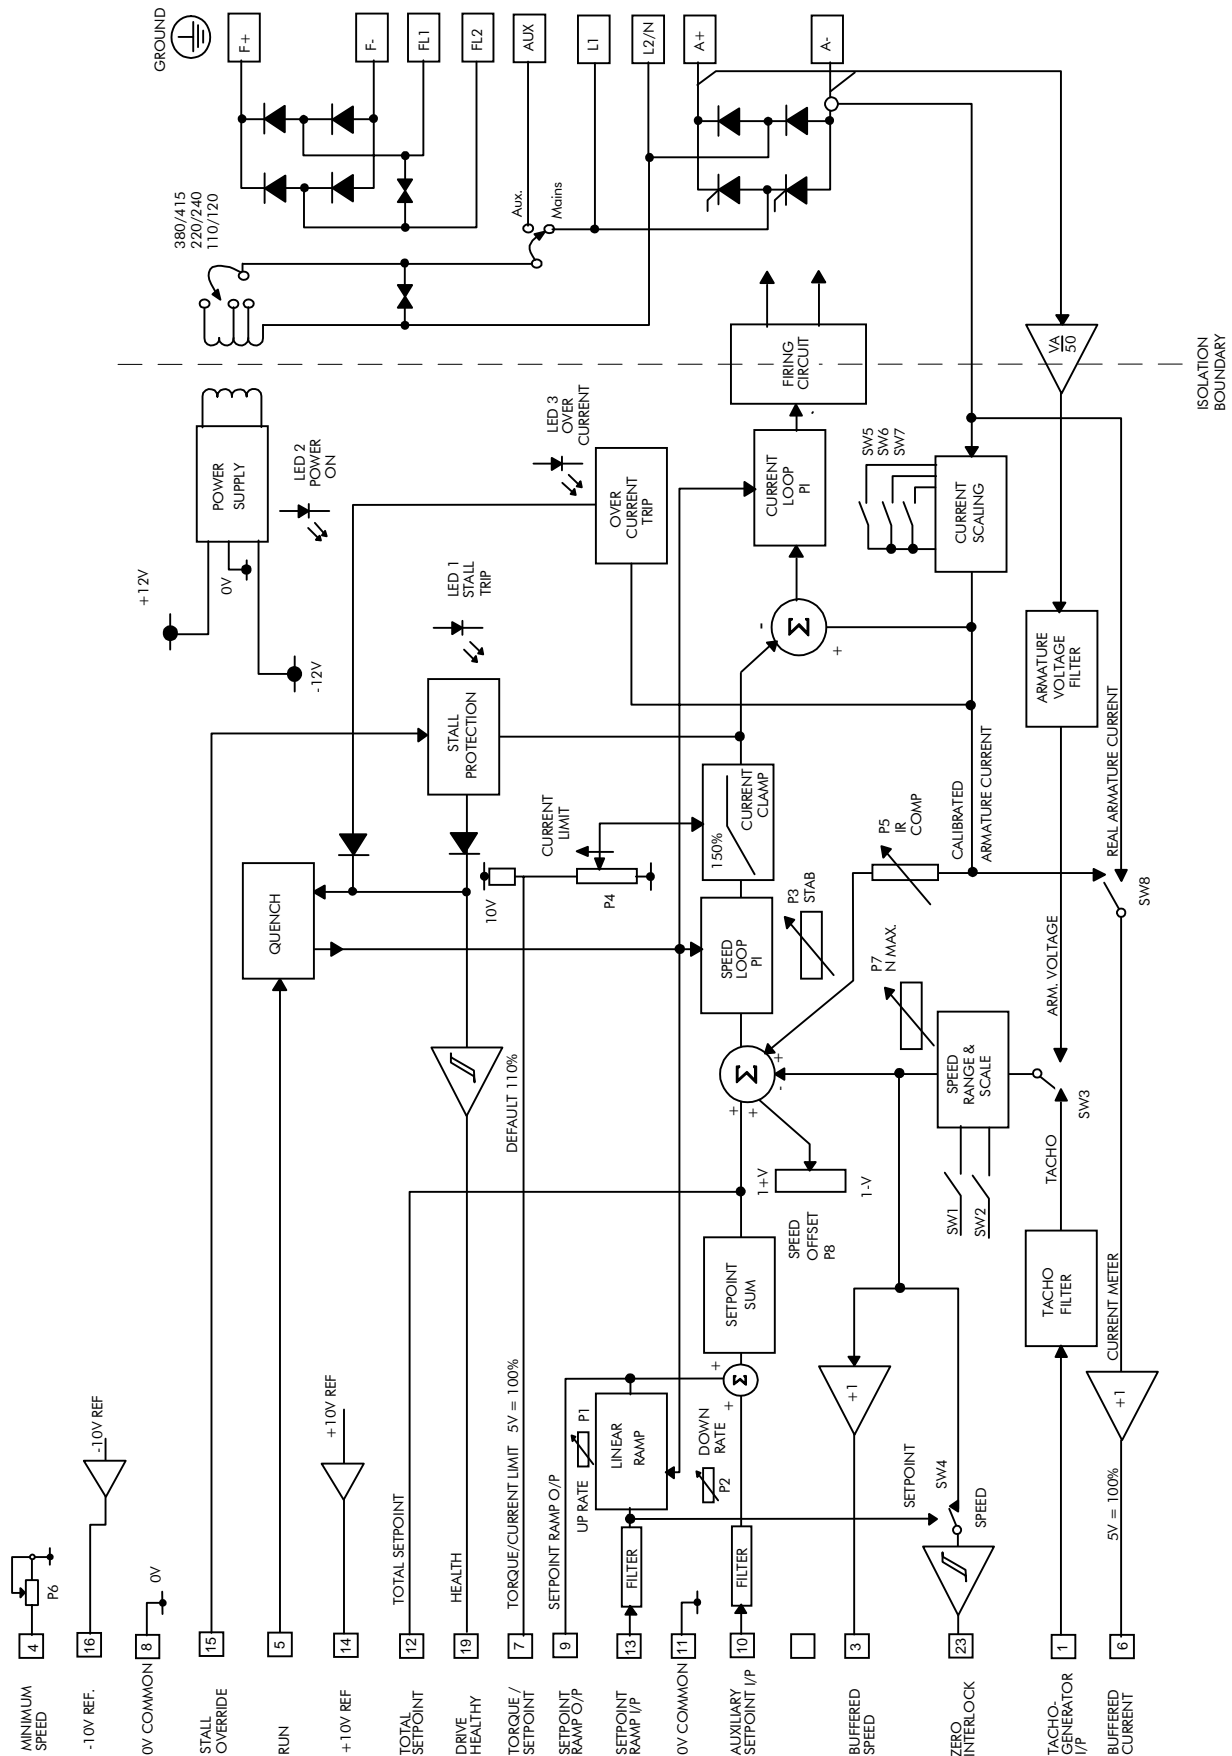 MINIMUM
SPEED
4
P6
-10V REF.
16
-10V REF
0V COMMON
8
0V
STALL
OVERRIDE
15
RUN
5
+10V REF
14
+10V REF
TOTAL
SETPOINT
12
TOTAL SETPOINT
DRIVE
HEALTHY
19
HEALTH
TORQUE /
SETPOINT
7
TORQUE/CURRENT LIMIT 5V = 100%
DEFAULT 110%
SETPOINT
RAMP O/P
9
SETPOINT RAMP O/P
SETPOINT
RAMP I/P
13
FILTER
UP RATE
P1
LINEAR
RAMP
P2
DOWN
RATE
0V COMMON
11
AUXILIARY
SETPOINT I/P
10
FILTER
Σ
+
+
SETPOINT
SUM
BUFFERED
SPEED
3
+1
ZERO
INTERLOCK
23
SETPOINT
SW4
SPEED
TACHO-
GENERATOR
I/P
1
TACHO
FILTER
TACHO
SW3
ARM. VOLTAGE
BUFFERED
CURRENT
6
5V = 100%
+1
CURRENT METER
SW8
REAL ARMATURE CURRENT
SPEED
OFFSET
P8
1+V
1-V
SW1
SW2
SPEED
RANGE &
SCALE
P7
N MAX.
Σ
+
+
+
-
SPEED
LOOP
PI
P3
STAB
P5
IR
COMP
QUENCH
10V
P4
CURRENT
LIMIT
150%
CURRENT
CLAMP
CALIBRATED
ARMATURE CURRENT
STALL
PROTECTION
LED 1
STALL
TRIP
Σ
-
+
ARMATURE
VOLTAGE
FILTER
+12V
0V
-12V
POWER
SUPPLY
LED 2
POWER
ON
OVER
CURRENT
TRIP
LED 3
OVER
CURRENT
CURRENT
LOOP
PI
SW5
SW6
SW7
CURRENT
SCALING
FIRING
CIRCUIT
VA
50
ISOLATION
BOUNDARY
380/415
220/240
110/120
Aux.
Mains
GROUND
F+
F-
FL1
FL2
AUX
L1
L2/N
A+
A-